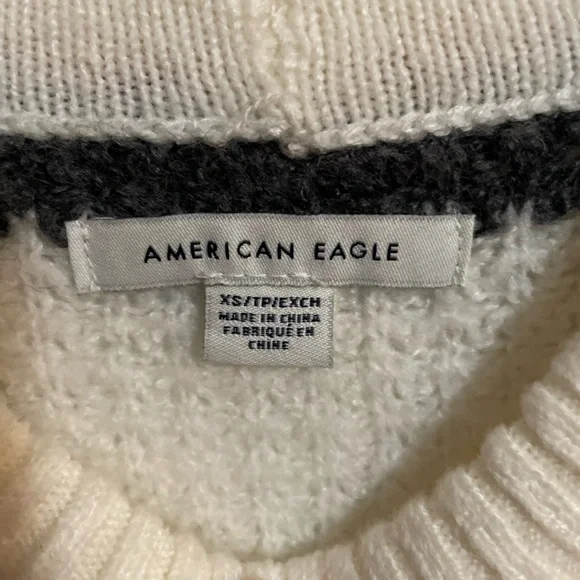 AMERICAN EAGLE
XS/TP/EXCH
MADE IN CHINA
FABRIQUÉ EN
CHINE